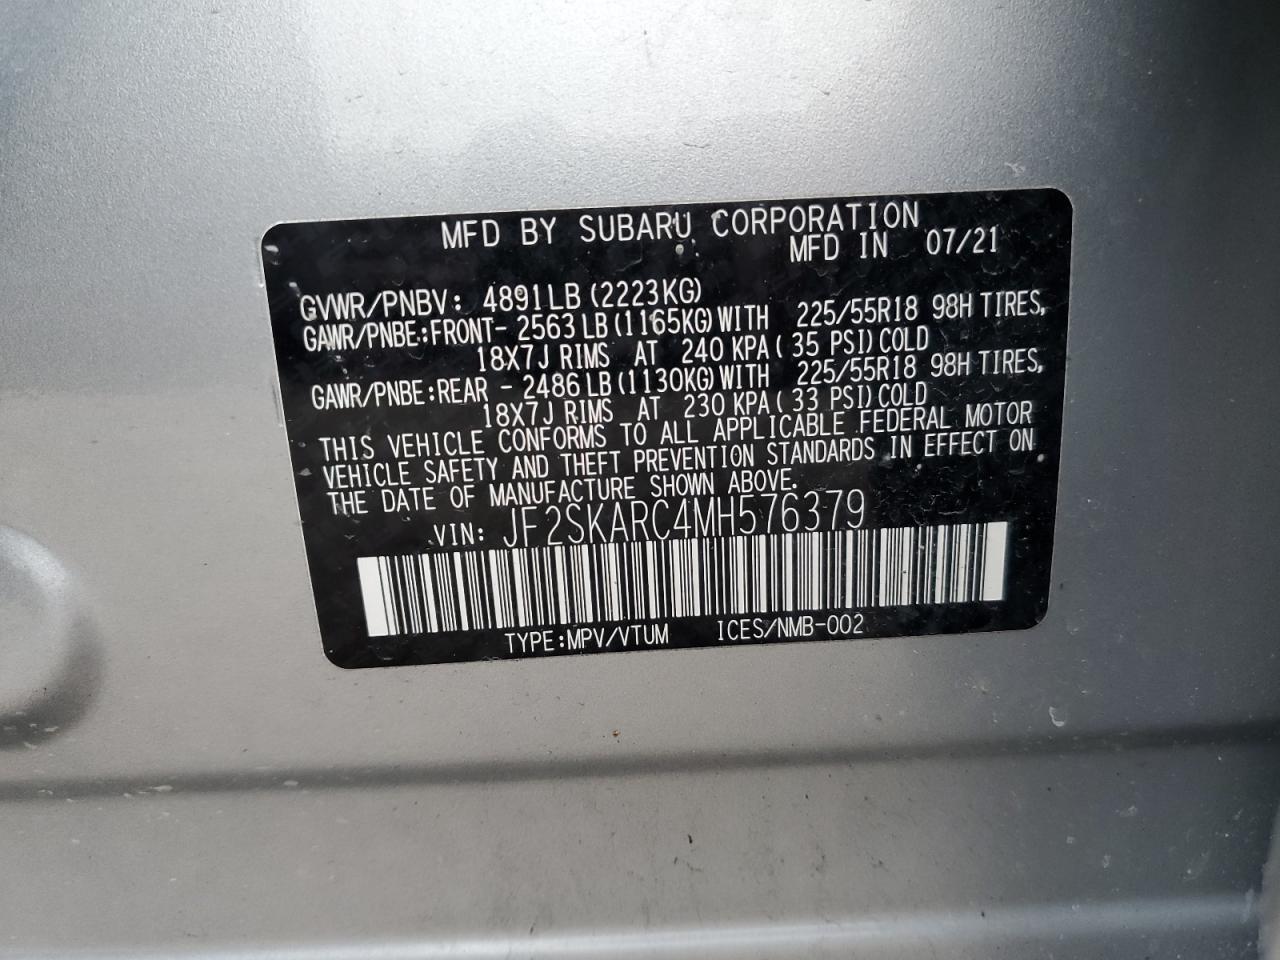 MFD BY SUBARU CORPORATION
MFD IN 07/21
GVWR/PNBV: 4891LB (2223KG)
GAWR/PNBE:FRONT- 2563 LB (1165KG) WITH 225/55R18 98H TIRES,
18X7J RIMS AT 240 KPA ( 35 PSI) COLD
GAWR/PNBE:REAR - 2486 LB (1130KG) WITH 225/55R18 98H TIRES,
18X7J RIMS AT 230 KPA ( 33 PSI) COLD
THIS VEHICLE CONFORMS TO ALL APPLICABLE FEDERAL MOTOR
VEHICLE SAFETY AND THEFT PREVENTION STANDARDS IN EFFECT ON
THE DATE OF MANUFACTURE SHOWN ABOVE.
VIN: JF2SKARC4MH576379
TYPE:MPV/VTUM ICES/NMB-002